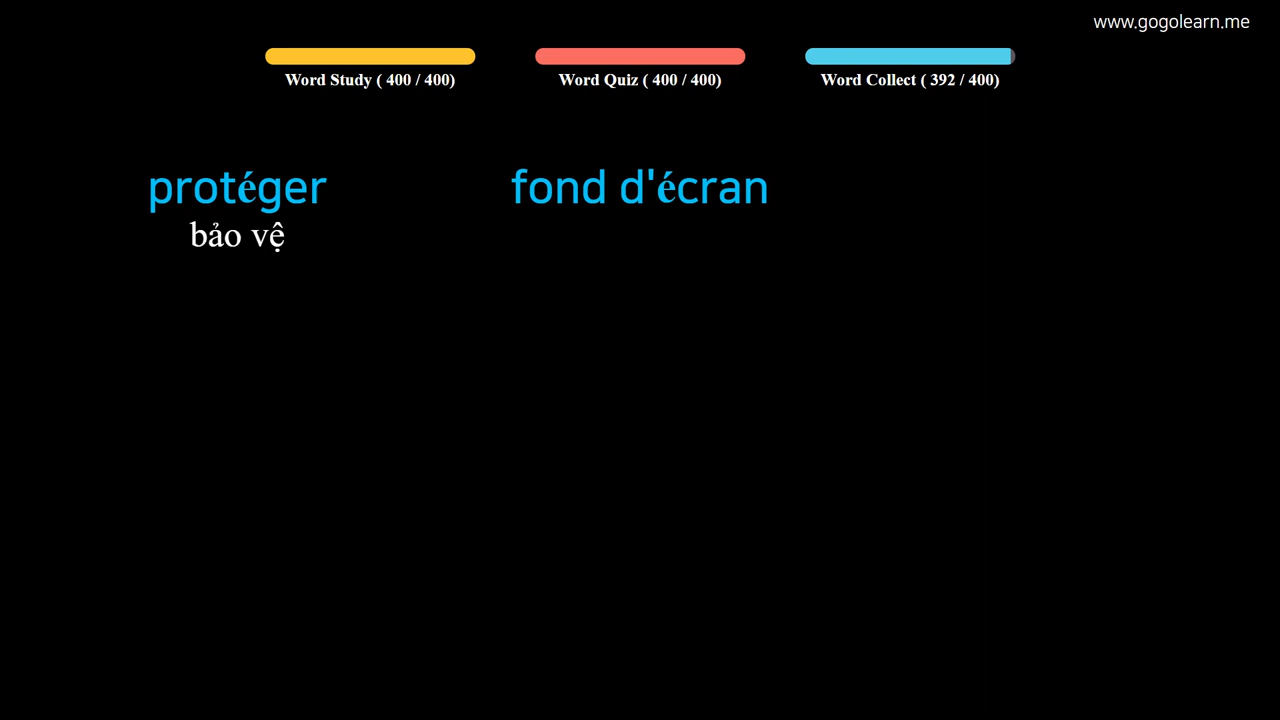 www.gogolearn.me
Word Study ( 400 / 400)
Word Quiz ( 400 / 400)
Word Collect ( 392 / 400)
protéger
bảo vệ
fond d'écran